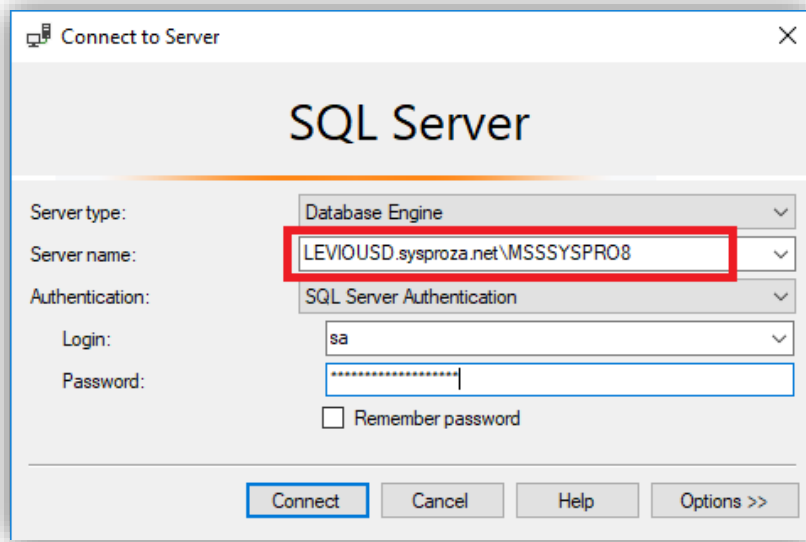 Connect to Server
SQL Server
Server type: Database Engine
Server name: LEVIOUSD.sysproza.net\MSSSYSPRO8
Authentication: SQL Server Authentication
Login: sa
Password: *******************
Remember password
Connect Cancel Help Options >>